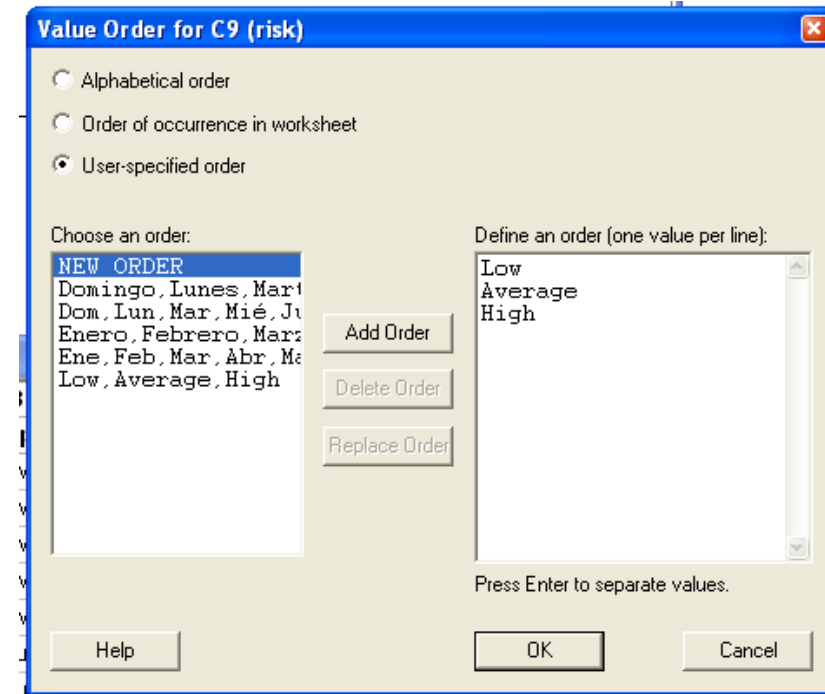 Value Order for C9 (risk)
Alphabetical order
Order of occurrence in worksheet
User-specified order
Choose an order:
NEW ORDER
Domingo,Lunes,Mart
Dom,Lun,Mar,Mié,Ju
Enero,Febrero,Marz
Ene,Feb,Mar,Abr,Ma
Low,Average,High
Add Order
Delete Order
Replace Order
Define an order (one value per line):
Low
Average
High
Press Enter to separate values.
Help
OK
Cancel